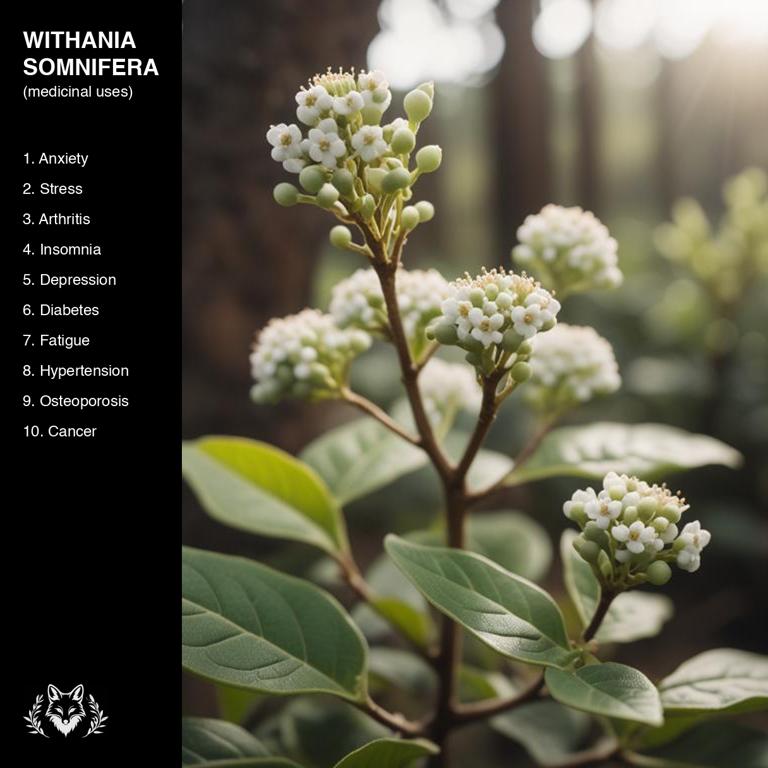 WITHANIA
SOMNIFERA
(medicinal uses)
1. Anxiety
2. Stress
3. Arthritis
4. Insomnia
5. Depression
6. Diabetes
7. Fatigue
8. Hypertension
9. Osteoporosis
10. Cancer